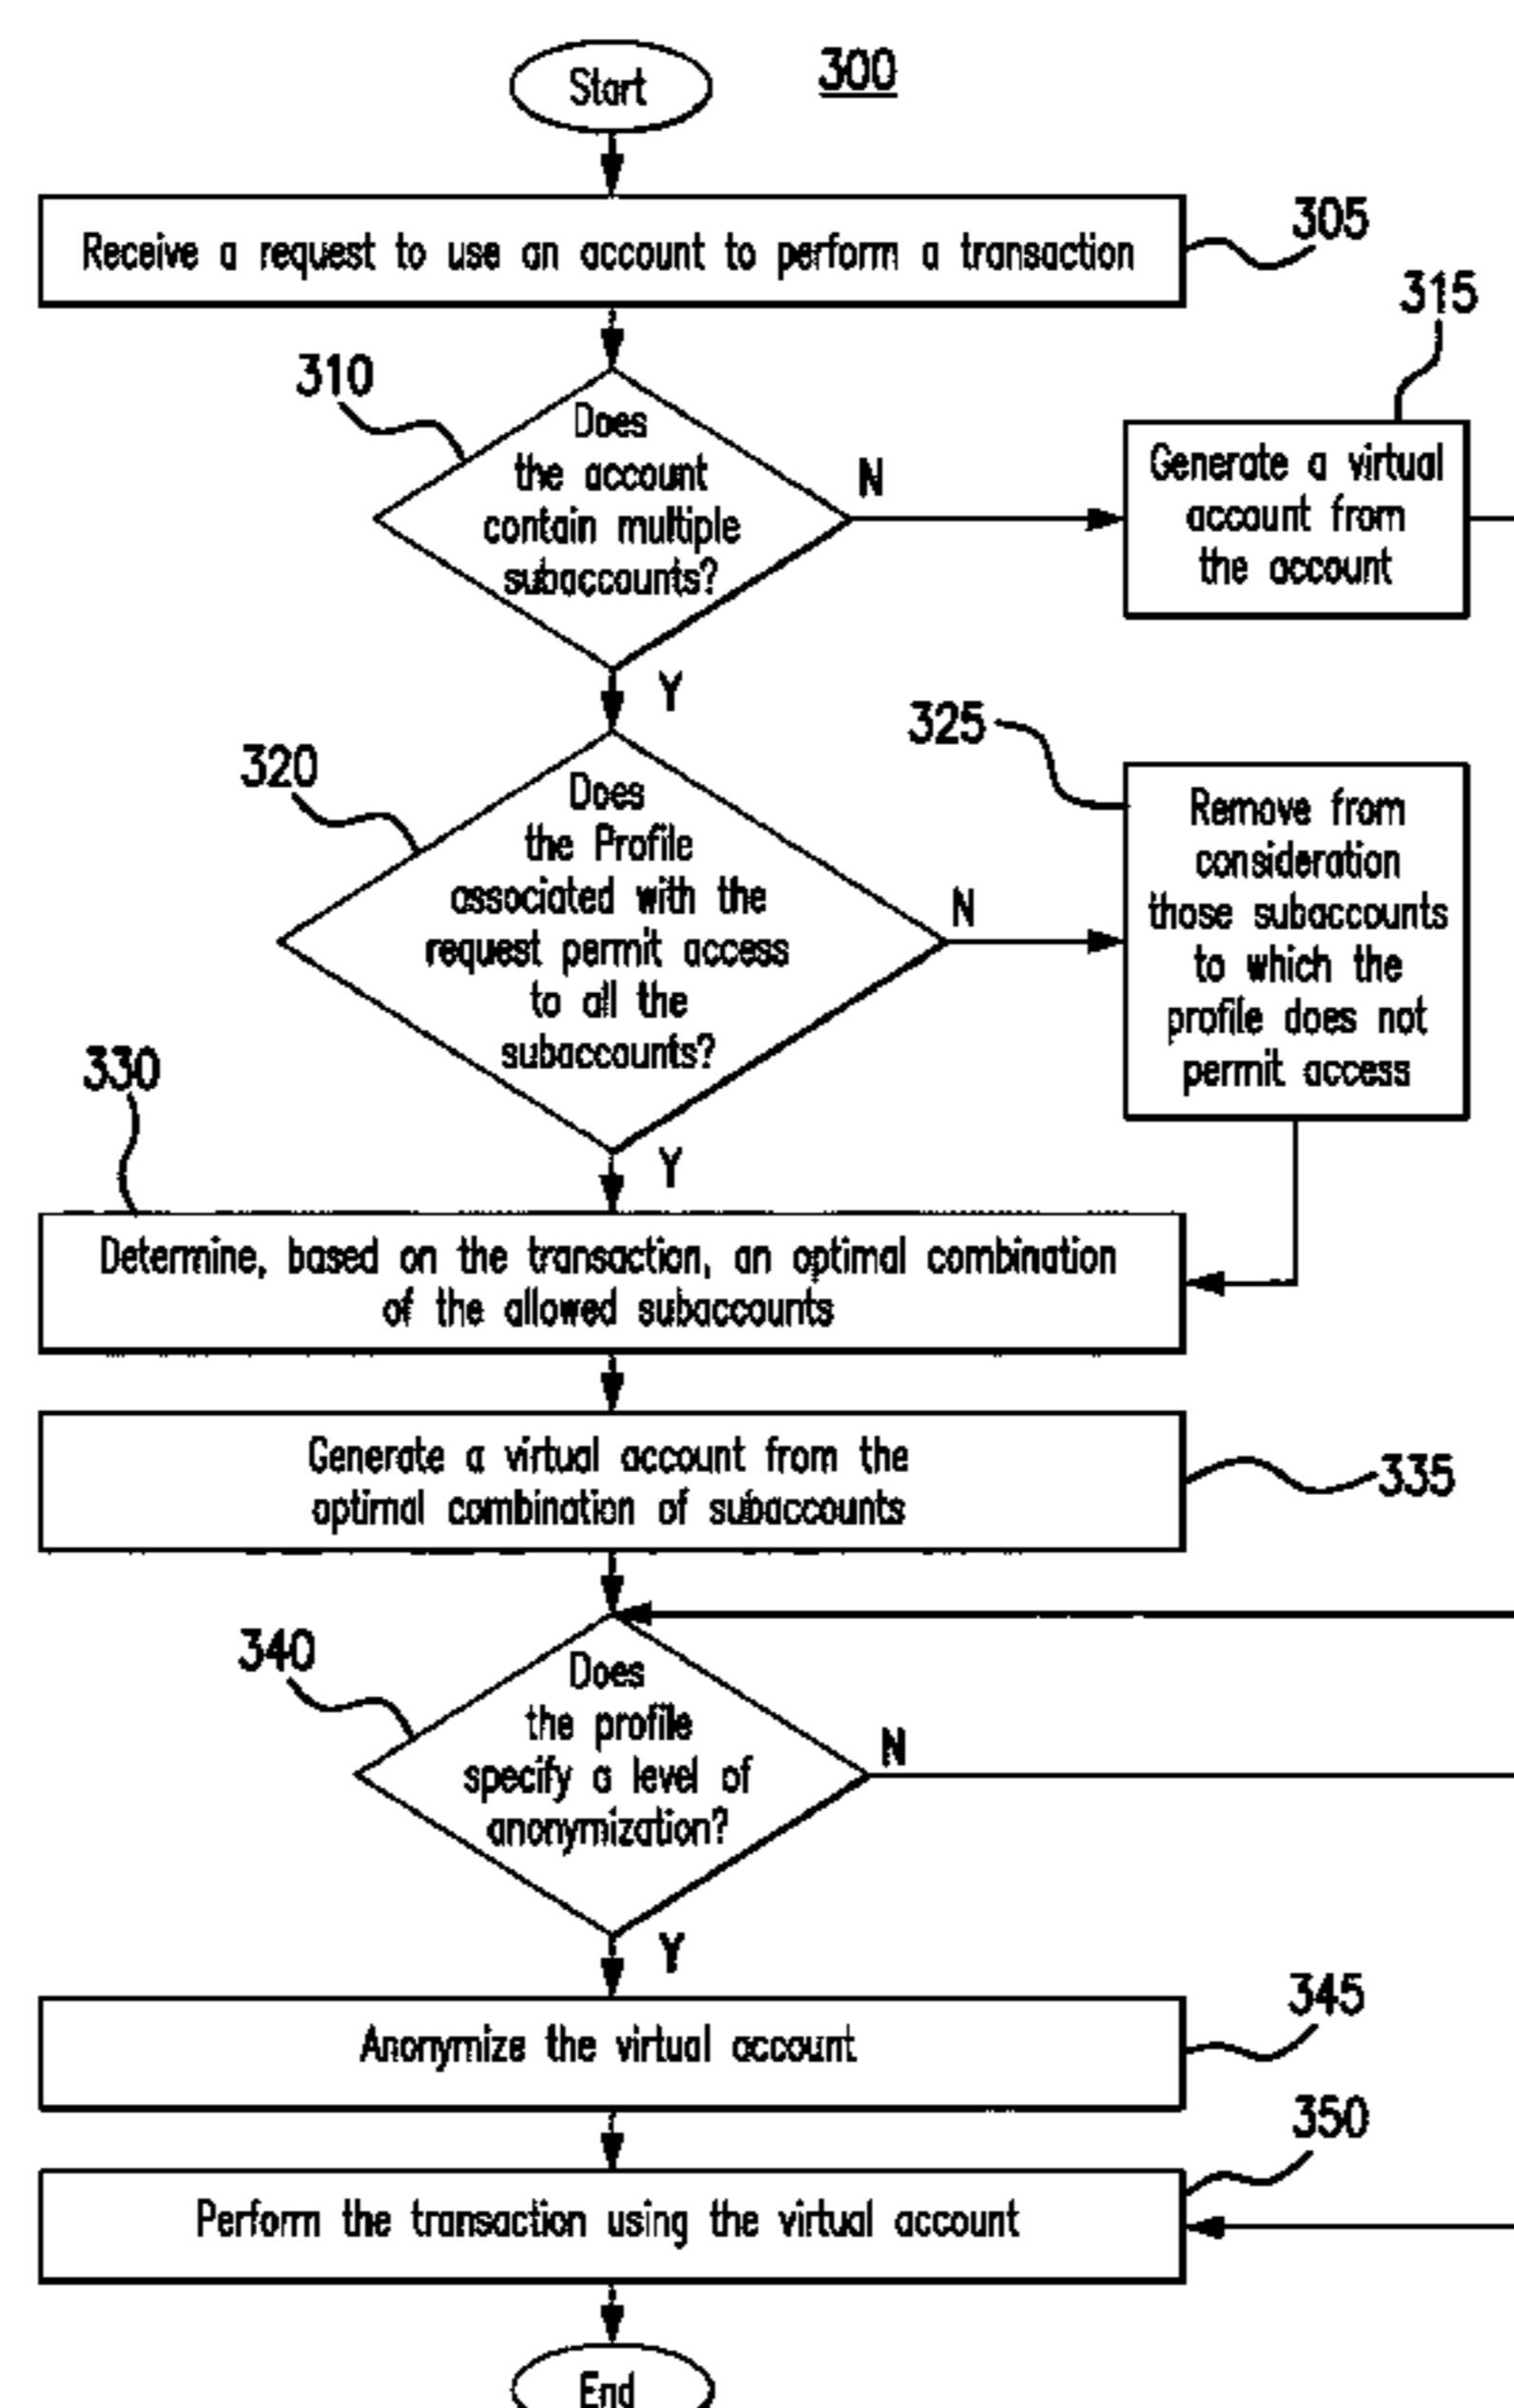 Start
300
Receive a request to use an account to perform a transaction
305
310
Does
the account
contain multiple
subaccounts?
N
315
Generate a virtual
account from
the account
Y
320
Does
the Profile
associated with the
request permit access
to all the
subaccounts?
N
325
Remove from
consideration
those subaccounts
to which the
profile does not
permit access
Y
330
Determine, based on the transaction, an optimal combination
of the allowed subaccounts
Generate a virtual account from the
optimal combination of subaccounts
335
340
Does
the profile
specify a level of
anonymization?
N
Y
Anonymize the virtual account
345
350
Perform the transaction using the virtual account
End